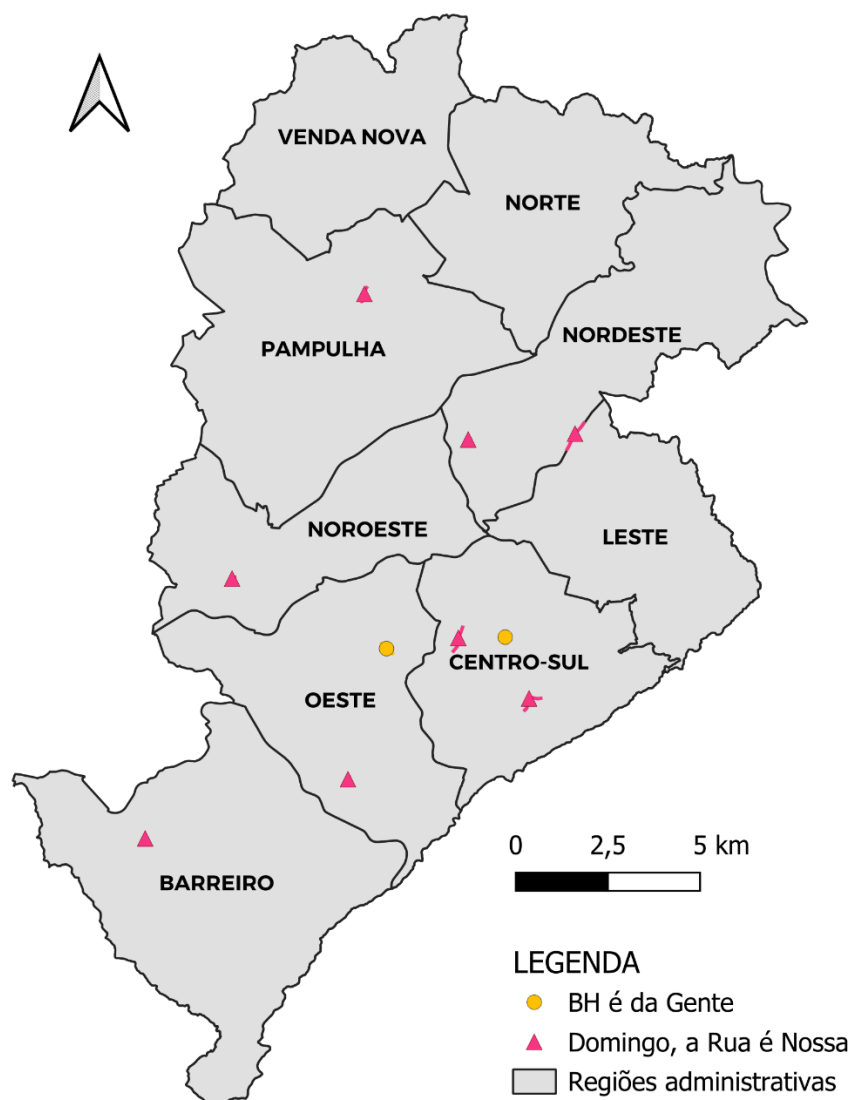 VENDA NOVA
NORTE
NORDESTE
PAMPULHA
NOROESTE
LESTE
CENTRO-SUL
OESTE
0 2,5 5 km
BARREIRO
LEGENDA
BH é da Gente
Domingo, a Rua é Nossa
Regiões administrativas